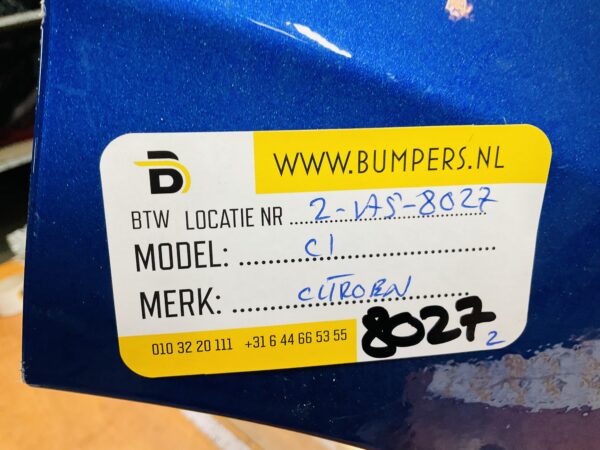 WWW.BUMPERS.NL
BTW LOCATIE NR 2-VAS-8027
MODEL: C1
MERK: CITROEN
010 32 20 111 +31 6 44 66 53 55
8027
2